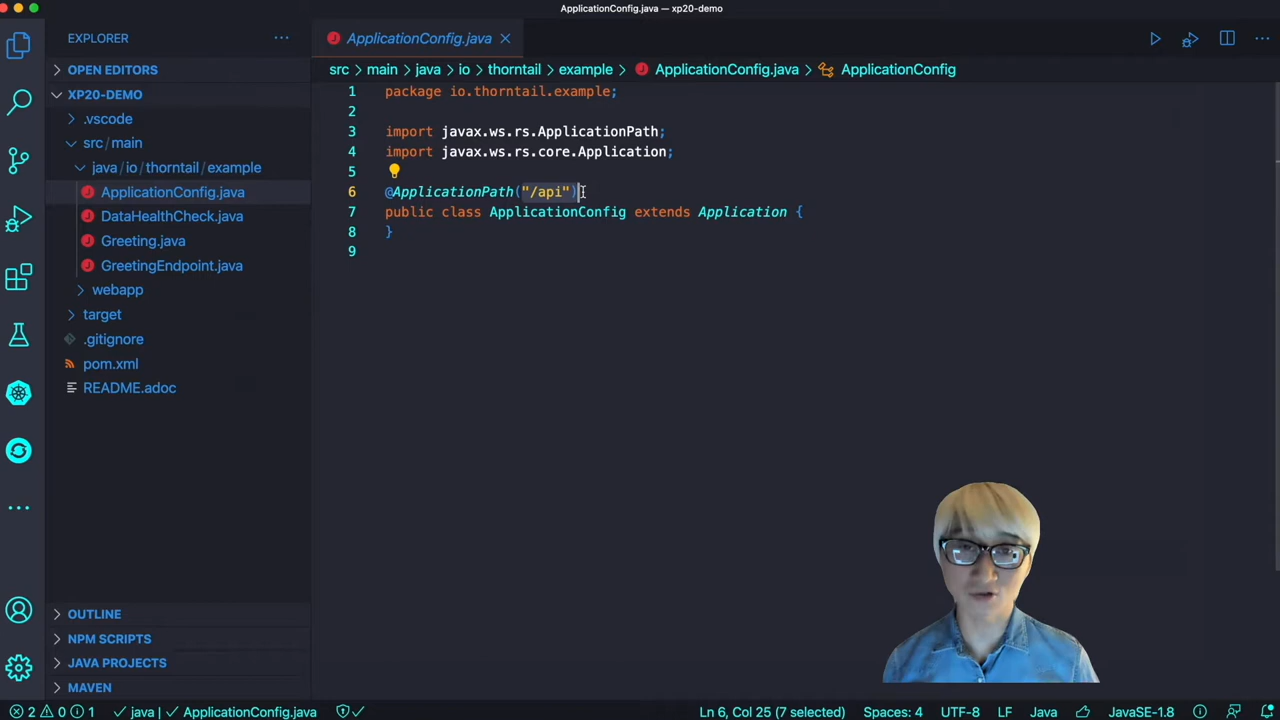 ApplicationConfig.java — xp20-demo
EXPLORER
OPEN EDITORS
XP20-DEMO
.vscode
src/main
java/io/thorntail/example
ApplicationConfig.java
DataHealthCheck.java
Greeting.java
GreetingEndpoint.java
webapp
target
.gitignore
pom.xml
README.adoc
OUTLINE
NPM SCRIPTS
JAVA PROJECTS
MAVEN
ApplicationConfig.java
src > main > java > io > thorntail > example > ApplicationConfig.java > ApplicationConfig
1 package io.thorntail.example;
2
3 import javax.ws.rs.ApplicationPath;
4 import javax.ws.rs.core.Application;
5
6 @ApplicationPath("/api")
7 public class ApplicationConfig extends Application {
8 }
9
2 0 1 java | ApplicationConfig.java Ln 6, Col 25 (7 selected) Spaces: 4 UTF-8 LF Java JavaSE-1.8